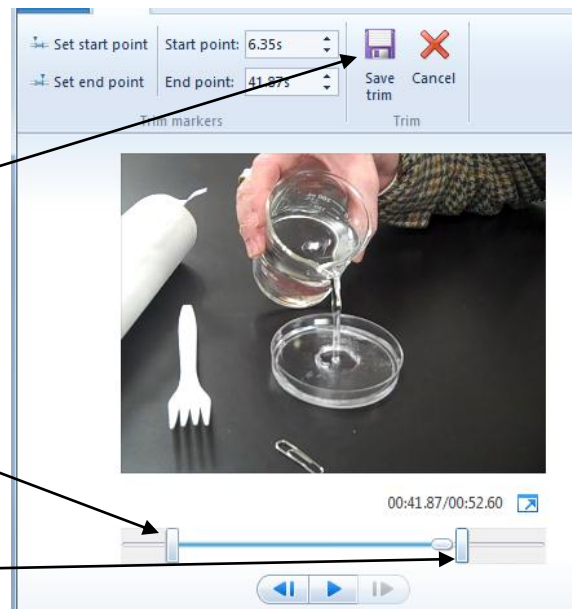 Set start point Start point: 6.35s
Set end point End point: 41.87s
Save trim
Cancel
Trim markers
Trim
00:41.87/00:52.60